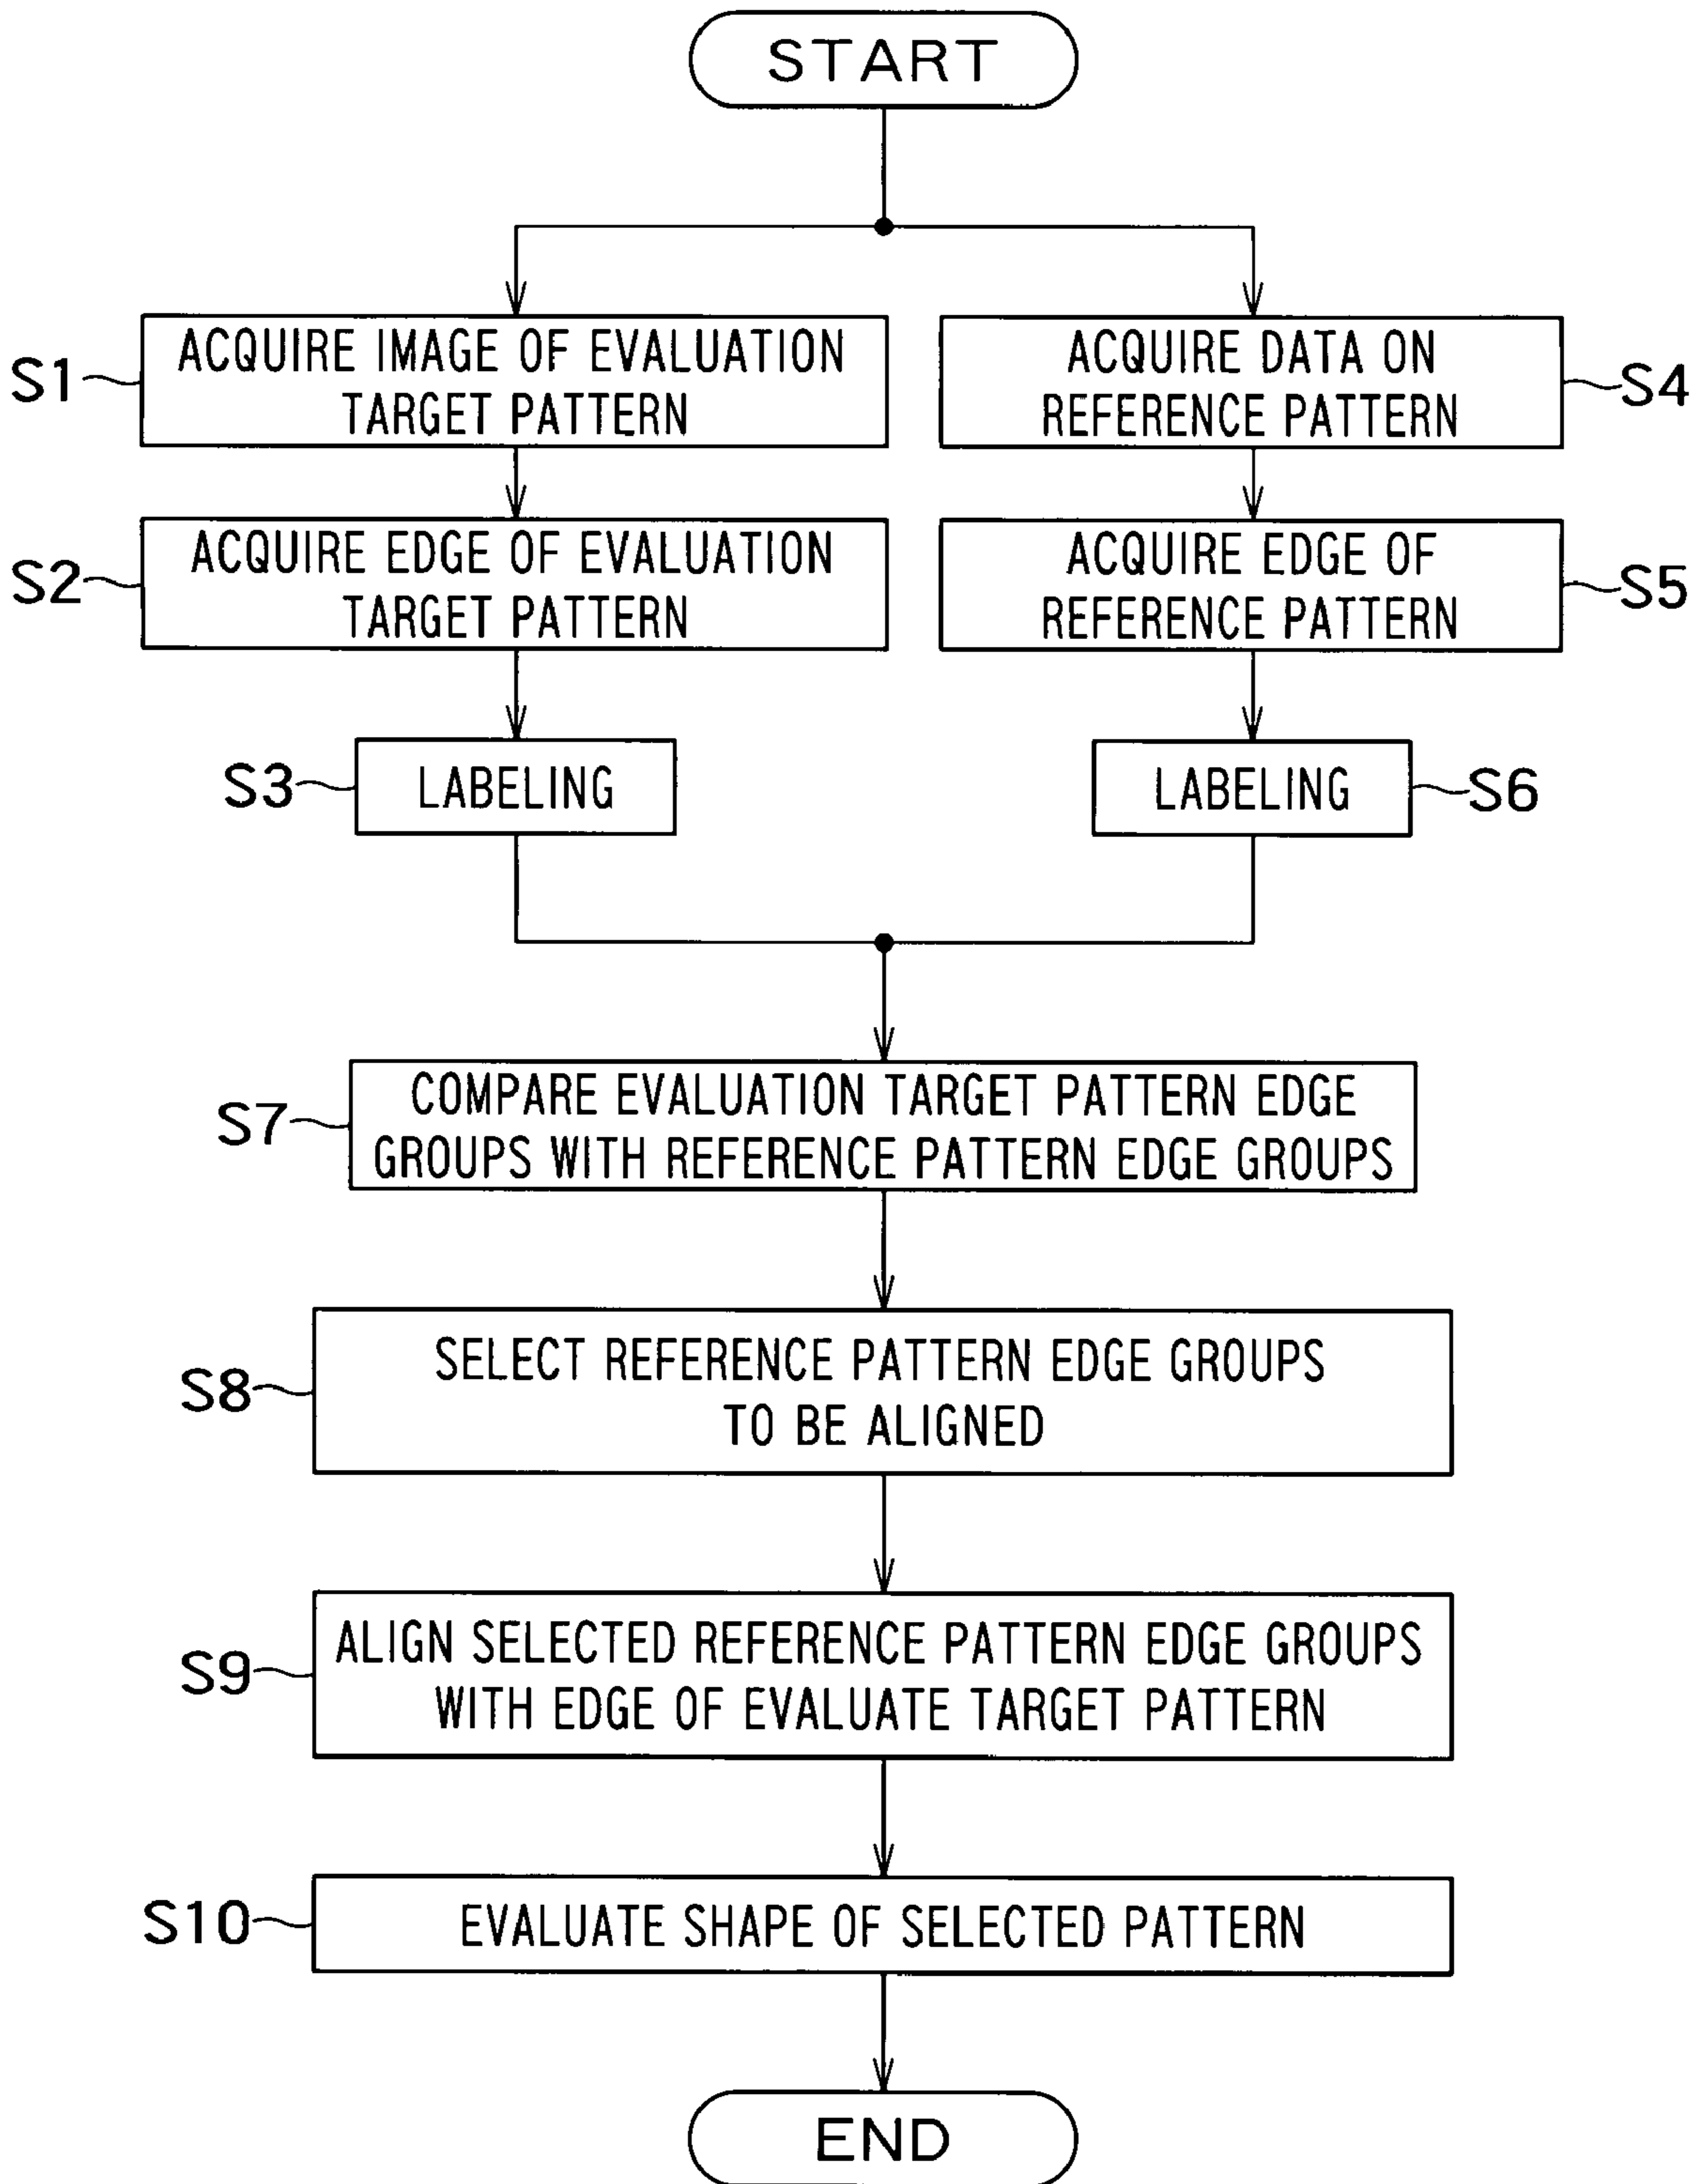 START
S1
ACQUIRE IMAGE OF EVALUATION
TARGET PATTERN
ACQUIRE DATA ON
REFERENCE PATTERN
S4
S2
ACQUIRE EDGE OF EVALUATION
TARGET PATTERN
ACQUIRE EDGE OF
REFERENCE PATTERN
S5
S3
LABELING
LABELING
S6
S7
COMPARE EVALUATION TARGET PATTERN EDGE
GROUPS WITH REFERENCE PATTERN EDGE GROUPS
S8
SELECT REFERENCE PATTERN EDGE GROUPS
TO BE ALIGNED
S9
ALIGN SELECTED REFERENCE PATTERN EDGE GROUPS
WITH EDGE OF EVALUATE TARGET PATTERN
S10
EVALUATE SHAPE OF SELECTED PATTERN
END